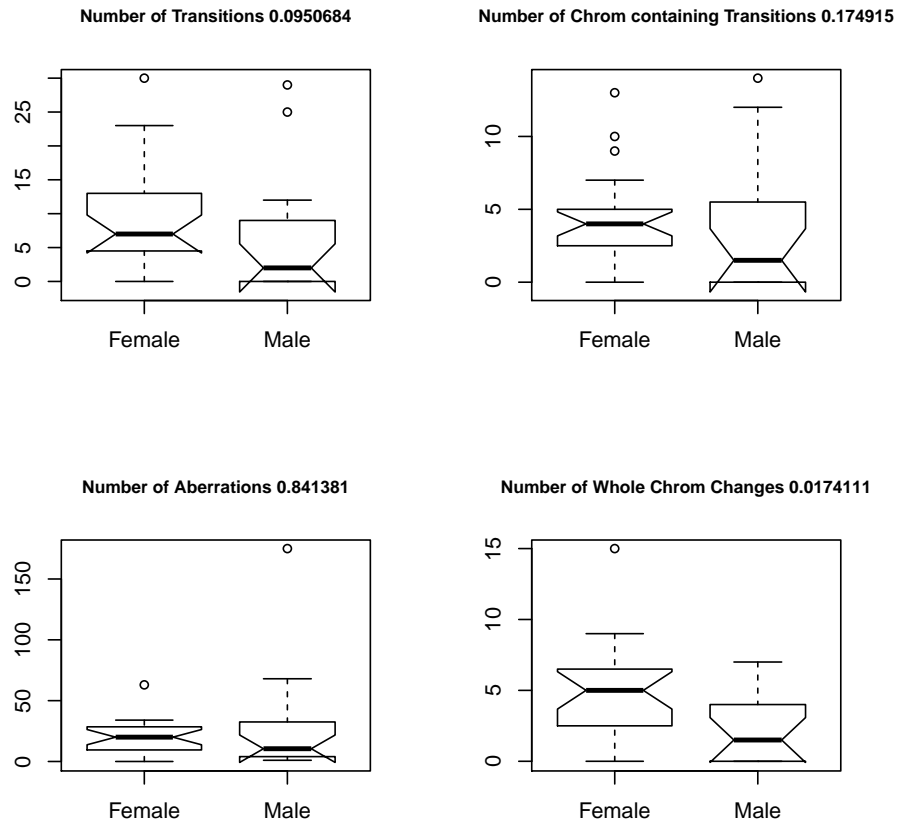 Number of Transitions 0.0950684
25
15
5
0
Female
Male
Number of Chrom containing Transitions 0.174915
10
5
0
Female
Male
Number of Aberrations 0.841381
150
100
50
0
Female
Male
Number of Whole Chrom Changes 0.0174111
15
10
5
0
Female
Male